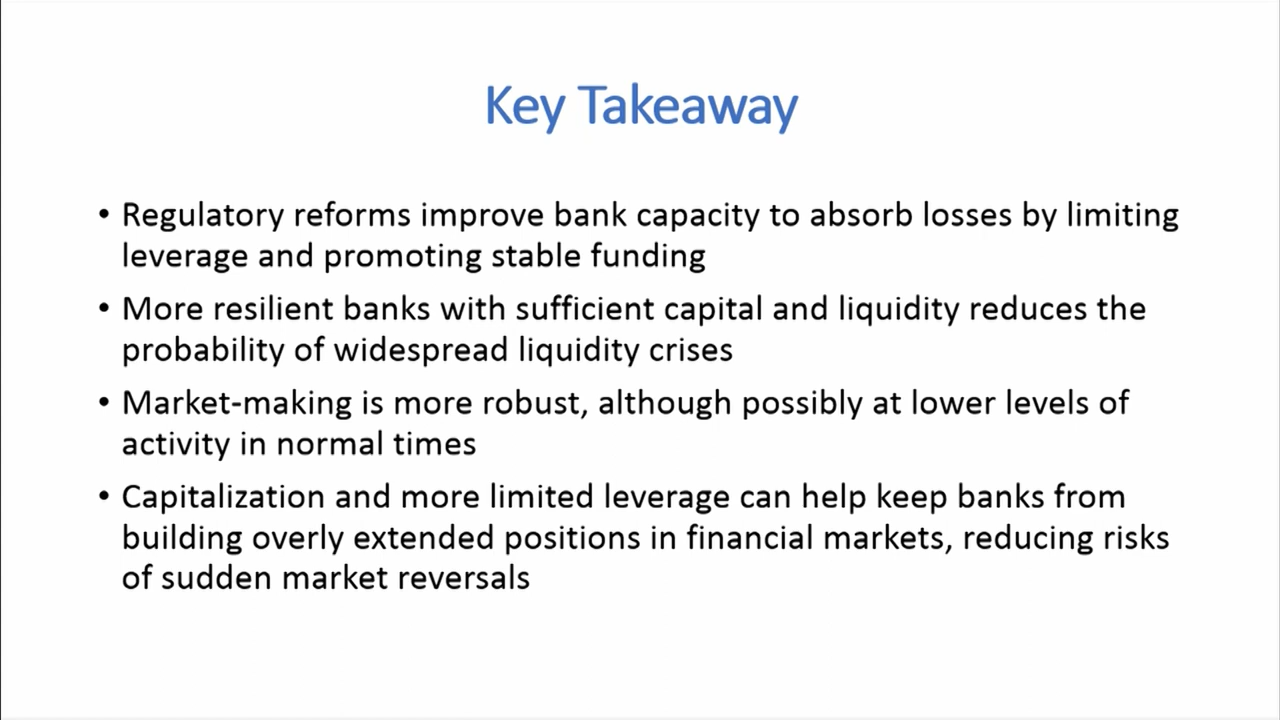 Key Takeaway
• Regulatory reforms improve bank capacity to absorb losses by limiting
leverage and promoting stable funding
• More resilient banks with sufficient capital and liquidity reduces the
probability of widespread liquidity crises
• Market-making is more robust, although possibly at lower levels of
activity in normal times
• Capitalization and more limited leverage can help keep banks from
building overly extended positions in financial markets, reducing risks
of sudden market reversals